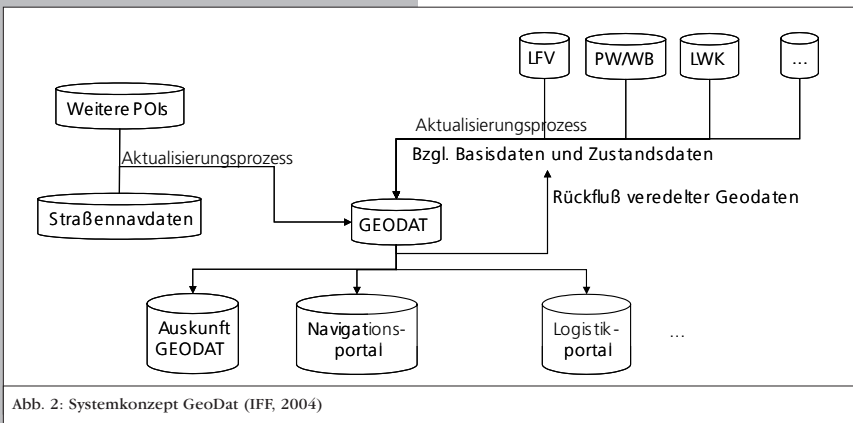 LFV
PW/WB
LWK
...
Weitere POIs
Aktualisierungsprozess
Aktualisierungsprozess
Bzgl. Basisdaten und Zustandsdaten
Straßennavdaten
GEODAT
Rückfluß veredelter Geodaten
Auskunft
GEODAT
Navigations-
portal
Logistik-
portal
...
Abb. 2: Systemkonzept GeoDat (IFF, 2004)